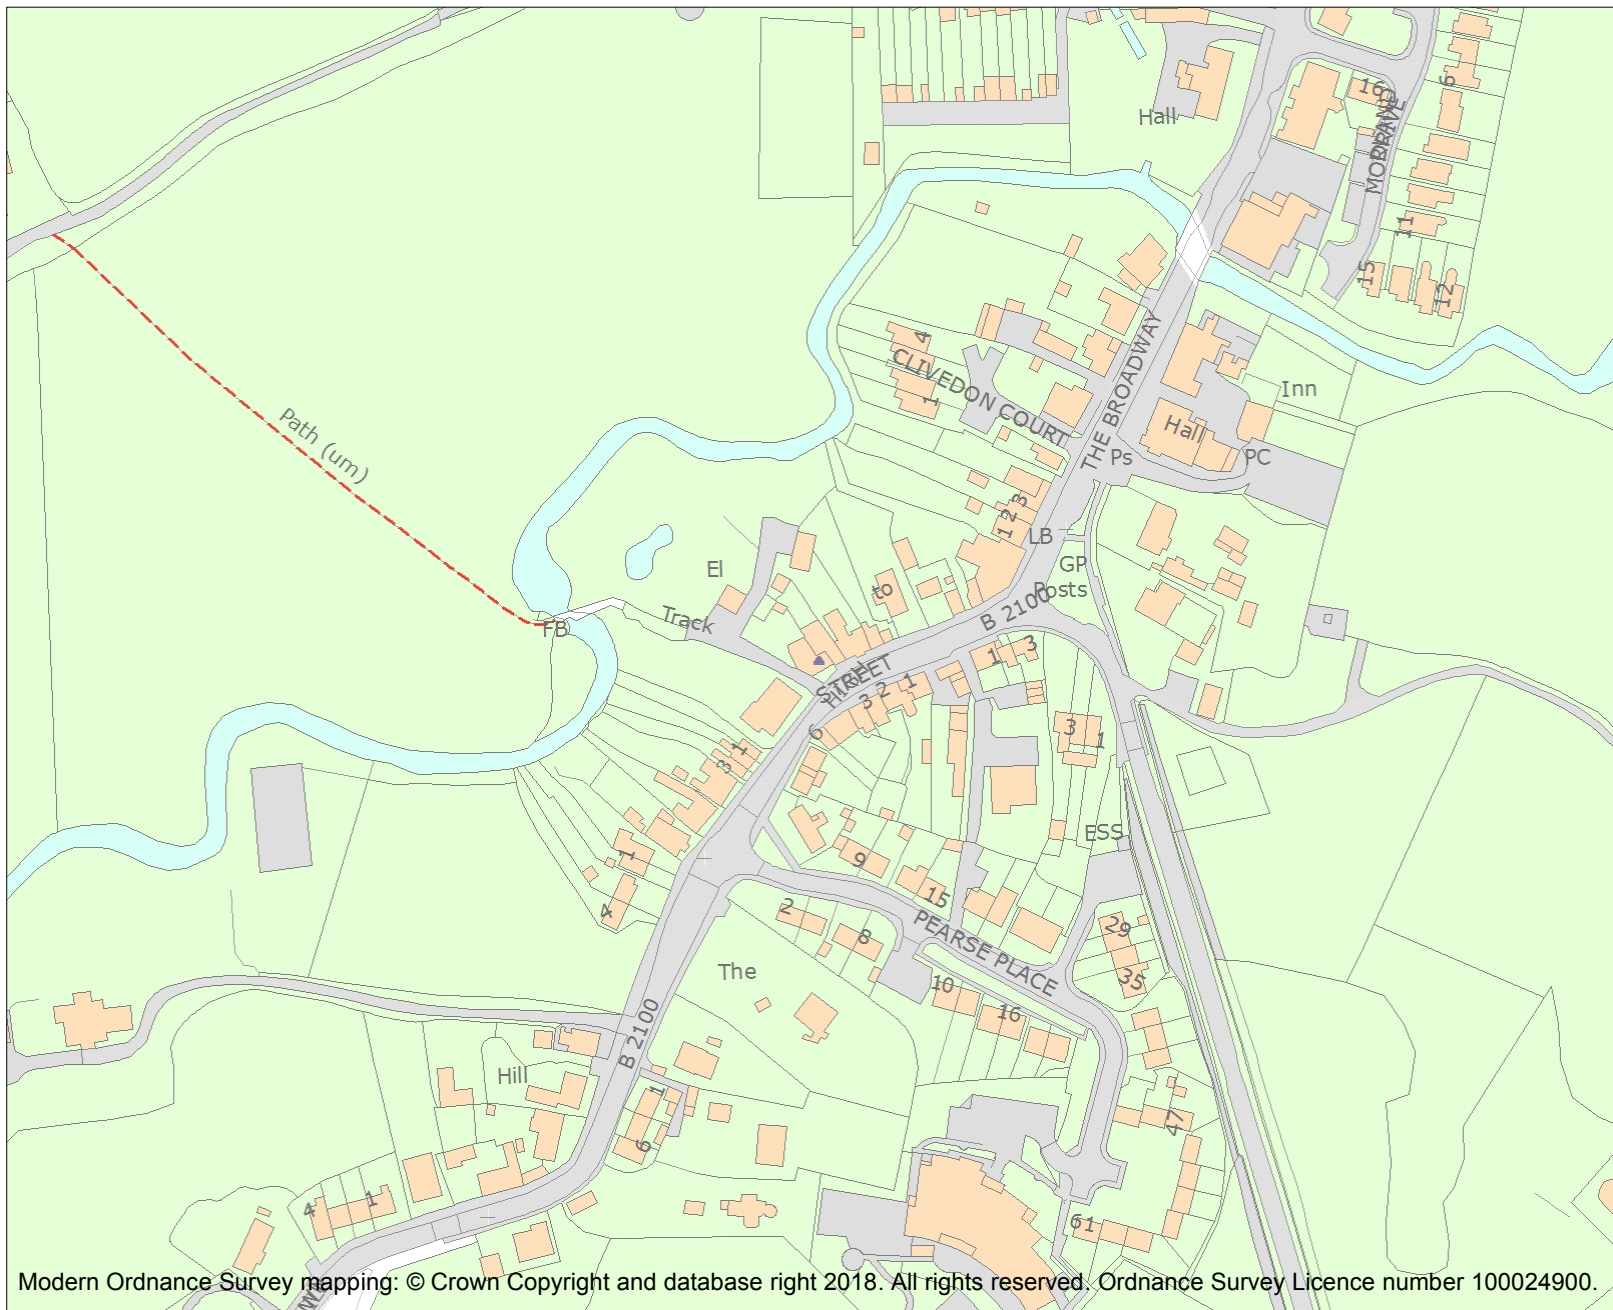 Hall
16
MOORLAND
DRIVE
6
11
15
12
4
CLIVEDON COURT
1
THE BROADWAY
Inn
Hall
Ps
PC
Path (um)
3
2
1
LB
GP
Posts
El
to
Track
FB
B 2100
HIGH
STREET
1
3
1
2
3
6
3
1
1
3
1
4
ESS
9
15
2
8
PEARSE PLACE
29
35
10
16
The
B 2100
Hill
1
6
47
61
4
1
Modern Ordnance Survey mapping: © Crown Copyright and database right 2018. All rights reserved. Ordnance Survey Licence number 100024900.